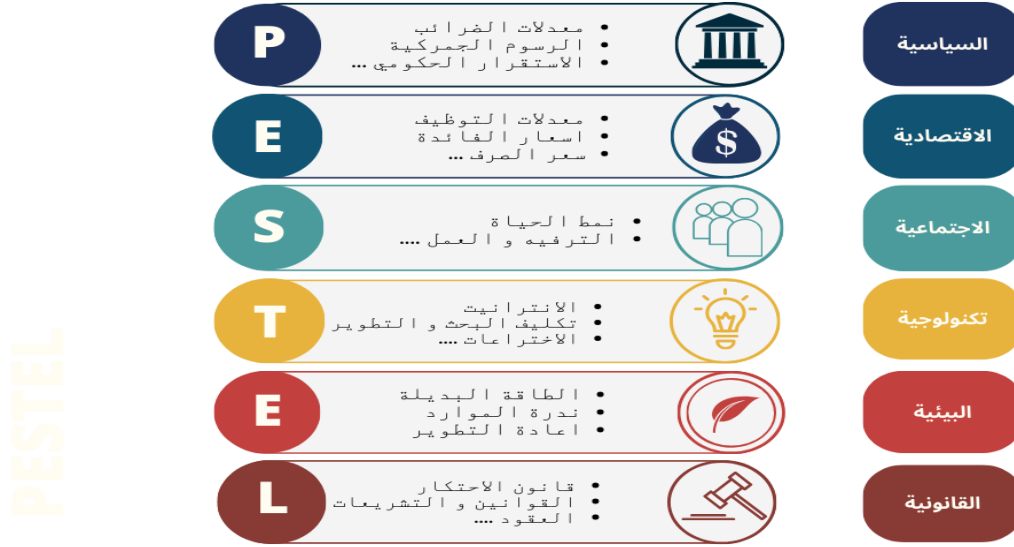 السياسية
P
معدلات الضرائب
الرسوم الجمركية
الاستقرار الحكومي ...
$
الاقتصادية
E
معدلات التوظيف
اسعار الفائدة
سعر الصرف ...
الاجتماعية
S
نمط الحياة
الترفيه و العمل ....
تكنولوجية
T
الانترانيت
تكليف البحث و التطوير
الاختراعات ....
البيئية
E
الطاقة البديلة
ندرة الموارد
اعادة التطوير
القانونية
L
قانون الاحتكار
القوانين و التشريعات
العقود ....
PESTEL